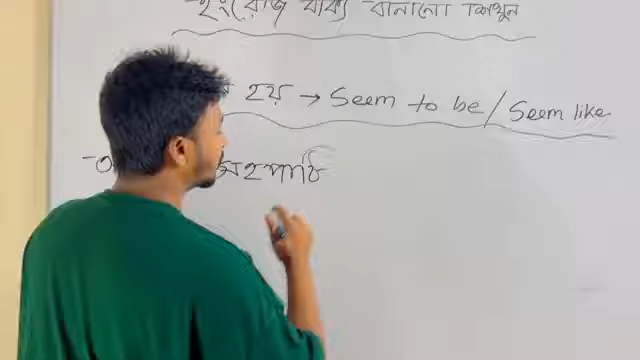 ইংরেজি বাক্য বানানো শিখুন
হয় → Seem to be / Seem like
সহপাঠি